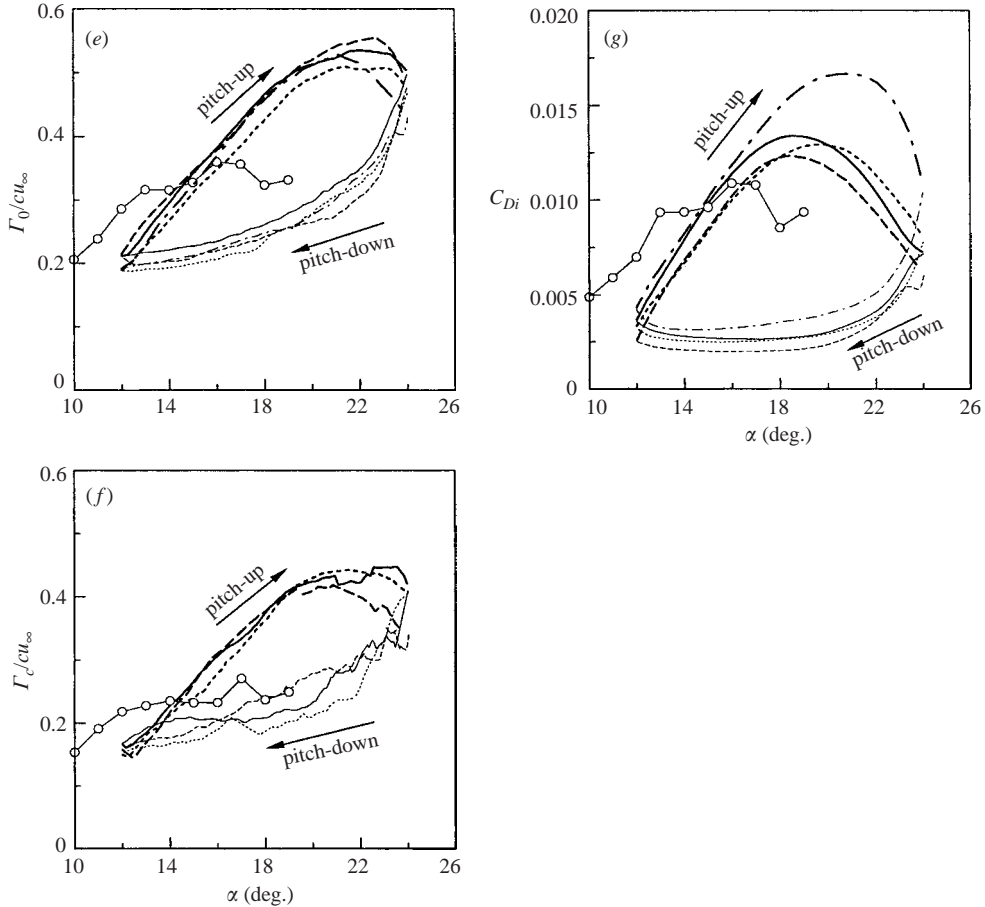 (e)
0.6
0.4
0.2
0
Γ₀/cu∞
pitch-up
pitch-down
10 14 18 22 26
(g)
0.020
0.015
0.010
0.005
0
C_Di
pitch-up
pitch-down
10 14 18 22 26
α (deg.)
(f)
0.6
0.4
0.2
0
Γ_c/cu∞
pitch-up
pitch-down
10 14 18 22 26
α (deg.)